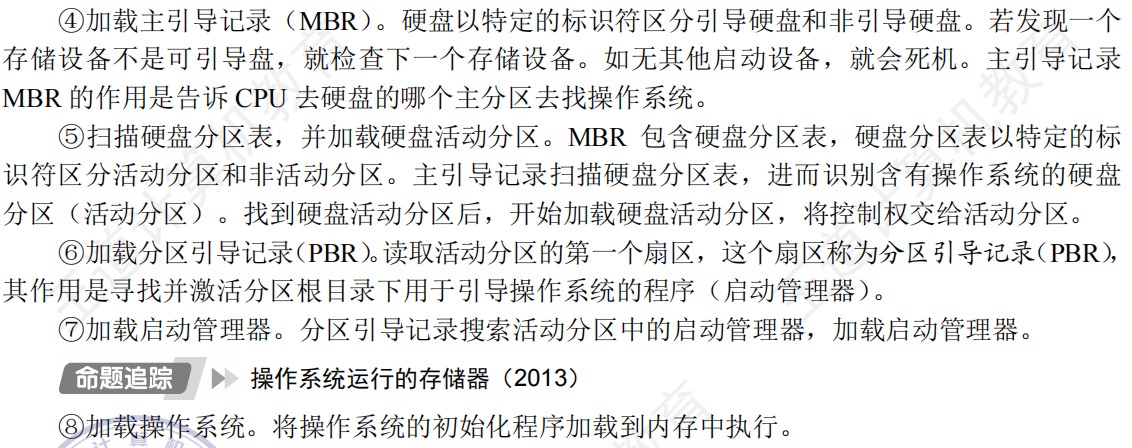 ④加载主引导记录（MBR）。硬盘以特定的标识符区分引导硬盘和非引导硬盘。若发现一个
存储设备不是可引导盘，就检查下一个存储设备。如无其他启动设备，就会死机。主引导记录
MBR 的作用是告诉 CPU 去硬盘的哪个主分区去找操作系统。
⑤扫描硬盘分区表，并加载硬盘活动分区。MBR 包含硬盘分区表，硬盘分区表以特定的标
识符区分活动分区和非活动分区。主引导记录扫描硬盘分区表，进而识别含有操作系统的硬盘
分区（活动分区）。找到硬盘活动分区后，开始加载硬盘活动分区，将控制权交给活动分区。
⑥加载分区引导记录(PBR)。读取活动分区的第一个扇区，这个扇区称为分区引导记录(PBR)，
其作用是寻找并激活分区根目录下用于引导操作系统的程序（启动管理器）。
⑦加载启动管理器。分区引导记录搜索活动分区中的启动管理器，加载启动管理器。
命题追踪 操作系统运行的存储器（2013）
⑧加载操作系统。将操作系统的初始化程序加载到内存中执行。